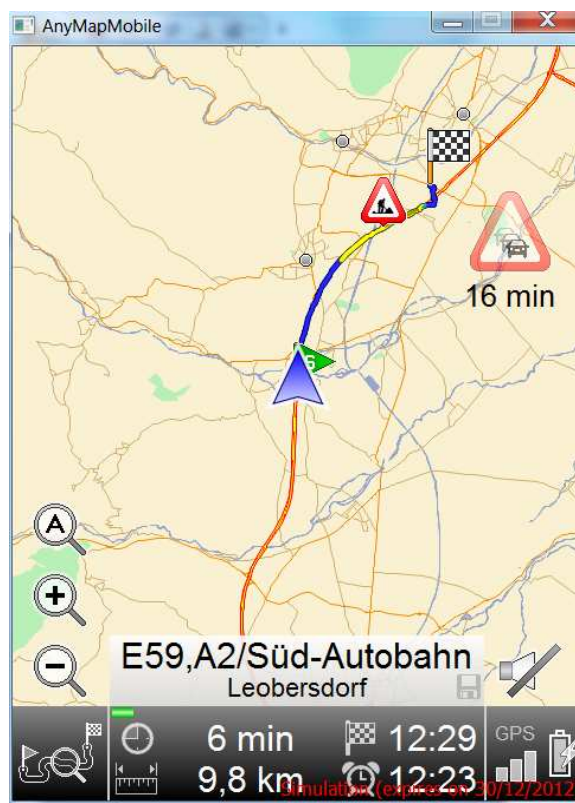 AnyMapMobile
16 min
6
A
E59,A2/Süd-Autobahn
Leobersdorf
6 min
12:29
GPS
9,8 km
12:23
Simulation (expires on 30/12/2012